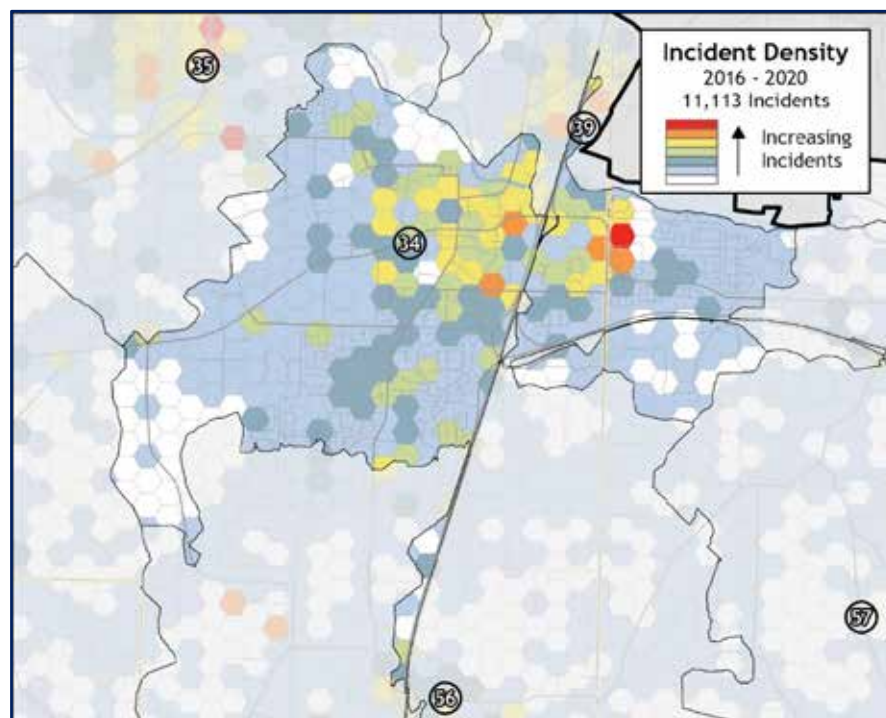 35
39
Incident Density
2016 - 2020
11,113 Incidents
Increasing
Incidents
34
57
56